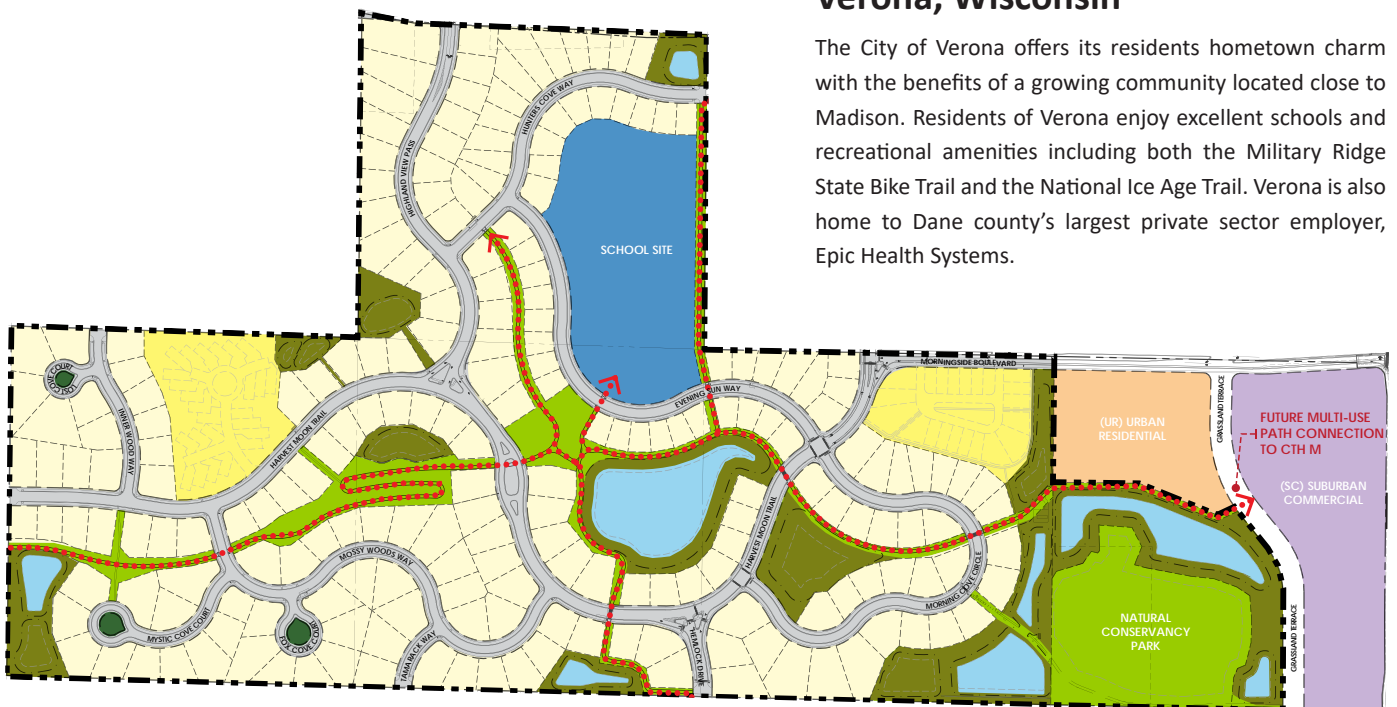 Verona, Wisconsin
The City of Verona offers its residents hometown charm
with the benefits of a growing community located close to
Madison. Residents of Verona enjoy excellent schools and
recreational amenities including both the Military Ridge
State Bike Trail and the National Ice Age Trail. Verona is also
home to Dane county's largest private sector employer,
Epic Health Systems.
HUNTERS COVE WAY
HIGHLAND VIEW PASS
SCHOOL SITE
MORNINGSIDE BOULEVARD
EVENING SUN WAY
LOST COVE COURT
INNER WOOD WAY
HARVEST MOON TRAIL
(UR) URBAN
RESIDENTIAL
GRASSLAND TERRACE
FUTURE MULTI-USE
PATH CONNECTION
TO CTH M
(SC) SUBURBAN
COMMERCIAL
HARVEST MOON TRAIL
MOSSY WOODS WAY
MYSTIC COVE COURT
FOX COVE COURT
TAMARACK WAY
HEMLOCK DRIVE
MORNING COVE CIRCLE
NATURAL
CONSERVANCY
PARK
GRASSLAND TERRACE